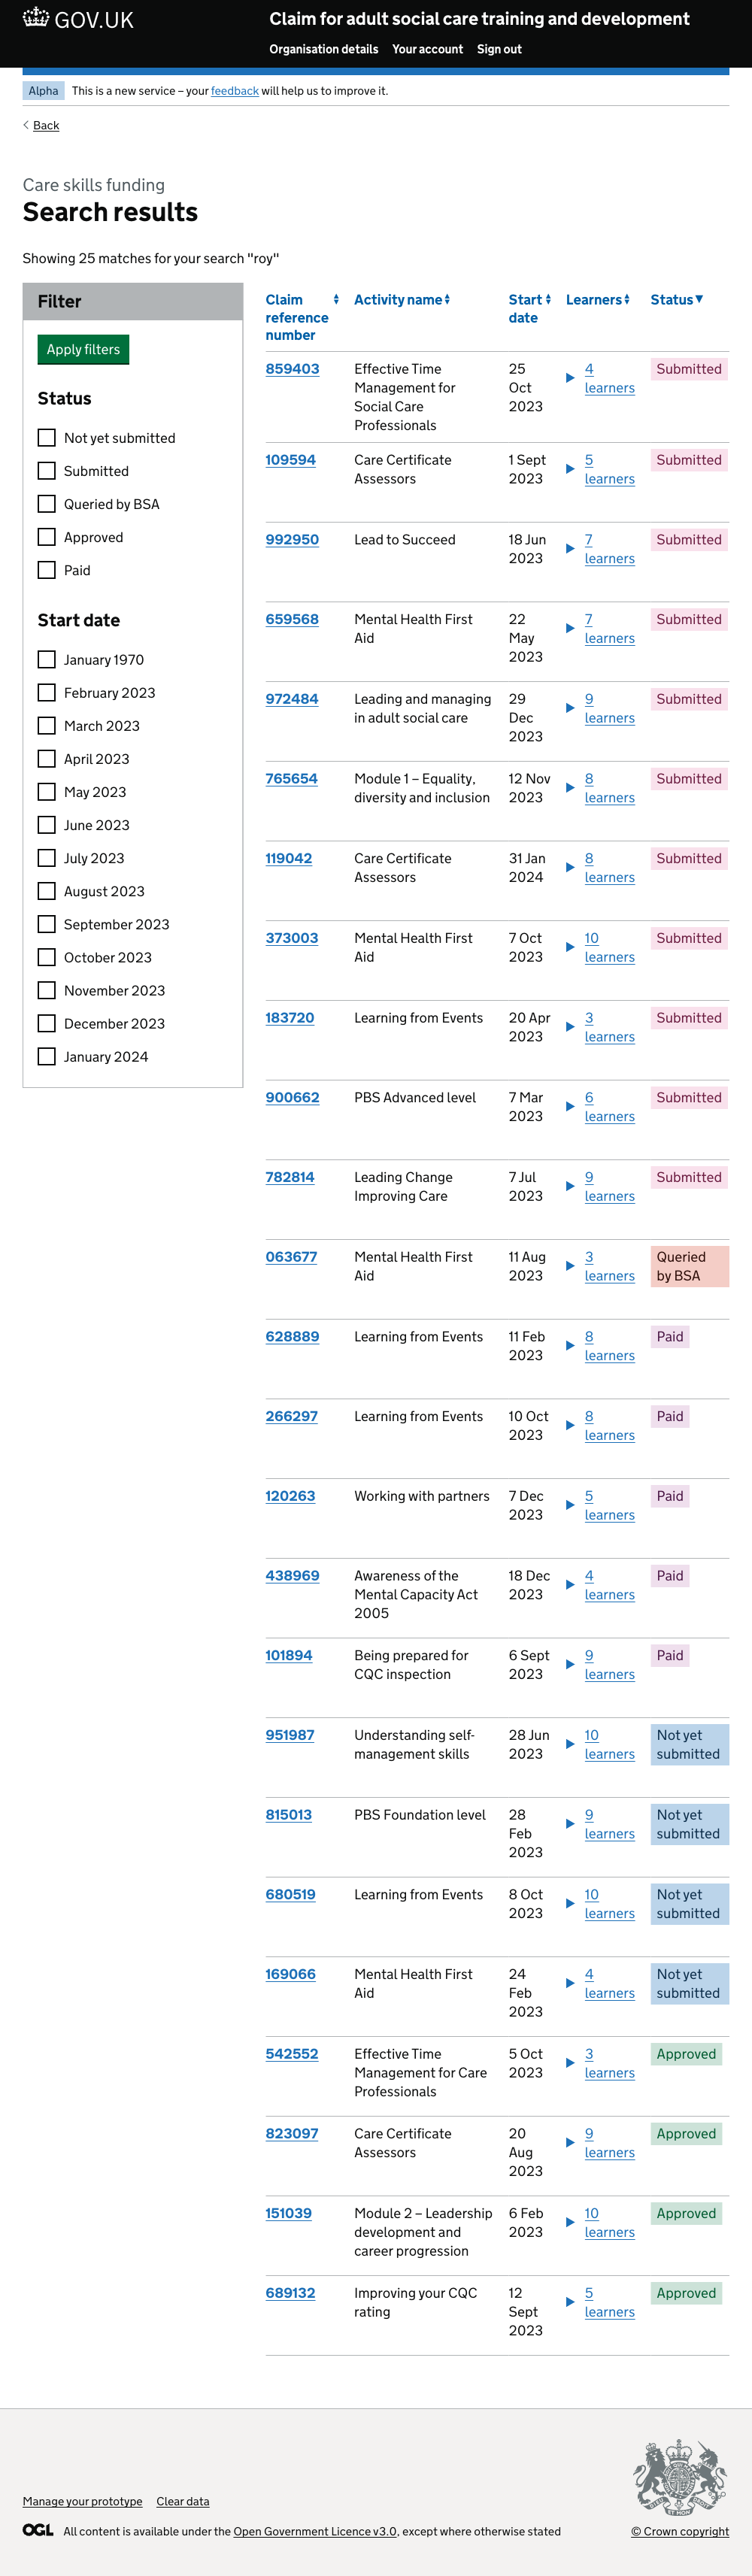 GOV.UK
Claim for adult social care training and development
Organisation details Your account Sign out
Alpha This is a new service – your feedback will help us to improve it.
Back
Care skills funding
Search results
Showing 25 matches for your search "roy"
Filter
Apply filters
Status
Not yet submitted
Submitted
Queried by BSA
Approved
Paid
Start date
January 1970
February 2023
March 2023
April 2023
May 2023
June 2023
July 2023
August 2023
September 2023
October 2023
November 2023
December 2023
January 2024
Claim reference number Activity name Start date Learners Status
859403 Effective Time Management for Social Care Professionals 25 Oct 2023 4 learners Submitted
109594 Care Certificate Assessors 1 Sept 2023 5 learners Submitted
992950 Lead to Succeed 18 Jun 2023 7 learners Submitted
659568 Mental Health First Aid 22 May 2023 7 learners Submitted
972484 Leading and managing in adult social care 29 Dec 2023 9 learners Submitted
765654 Module 1 – Equality, diversity and inclusion 12 Nov 2023 8 learners Submitted
119042 Care Certificate Assessors 31 Jan 2024 8 learners Submitted
373003 Mental Health First Aid 7 Oct 2023 10 learners Submitted
183720 Learning from Events 20 Apr 2023 3 learners Submitted
900662 PBS Advanced level 7 Mar 2023 6 learners Submitted
782814 Leading Change Improving Care 7 Jul 2023 9 learners Submitted
063677 Mental Health First Aid 11 Aug 2023 3 learners Queried by BSA
628889 Learning from Events 11 Feb 2023 8 learners Paid
266297 Learning from Events 10 Oct 2023 8 learners Paid
120263 Working with partners 7 Dec 2023 5 learners Paid
438969 Awareness of the Mental Capacity Act 2005 18 Dec 2023 4 learners Paid
101894 Being prepared for CQC inspection 6 Sept 2023 9 learners Paid
951987 Understanding self-management skills 28 Jun 2023 10 learners Not yet submitted
815013 PBS Foundation level 28 Feb 2023 9 learners Not yet submitted
680519 Learning from Events 8 Oct 2023 10 learners Not yet submitted
169066 Mental Health First Aid 24 Feb 2023 4 learners Not yet submitted
542552 Effective Time Management for Care Professionals 5 Oct 2023 3 learners Approved
823097 Care Certificate Assessors 20 Aug 2023 9 learners Approved
151039 Module 2 – Leadership development and career progression 6 Feb 2023 10 learners Approved
689132 Improving your CQC rating 12 Sept 2023 5 learners Approved
Manage your prototype Clear data
OGL All content is available under the Open Government Licence v3.0, except where otherwise stated
© Crown copyright